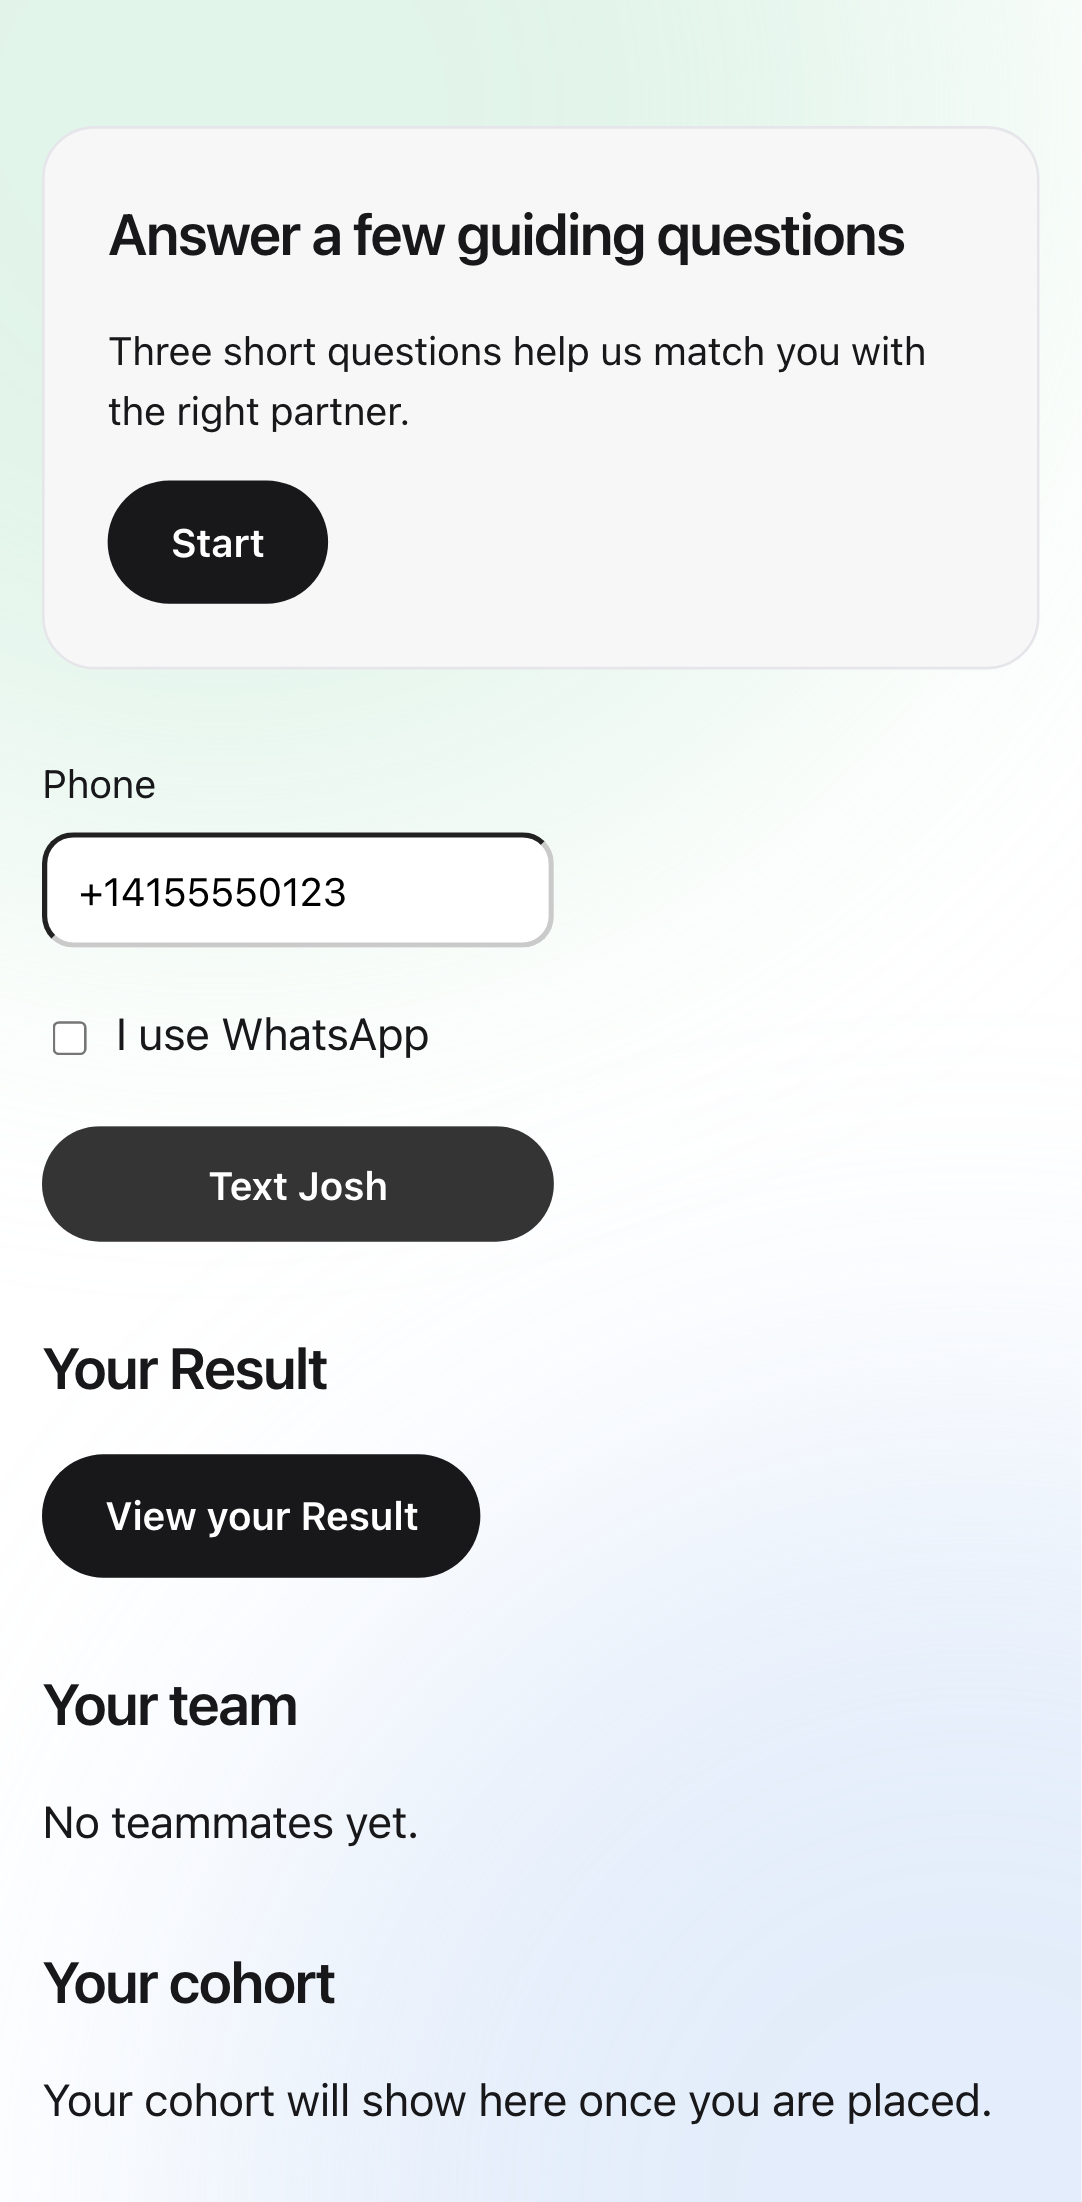 Answer a few guiding questions
Three short questions help us match you with
the right partner.
Start
Phone
+14155550123
I use WhatsApp
Text Josh
Your Result
View your Result
Your team
No teammates yet.
Your cohort
Your cohort will show here once you are placed.